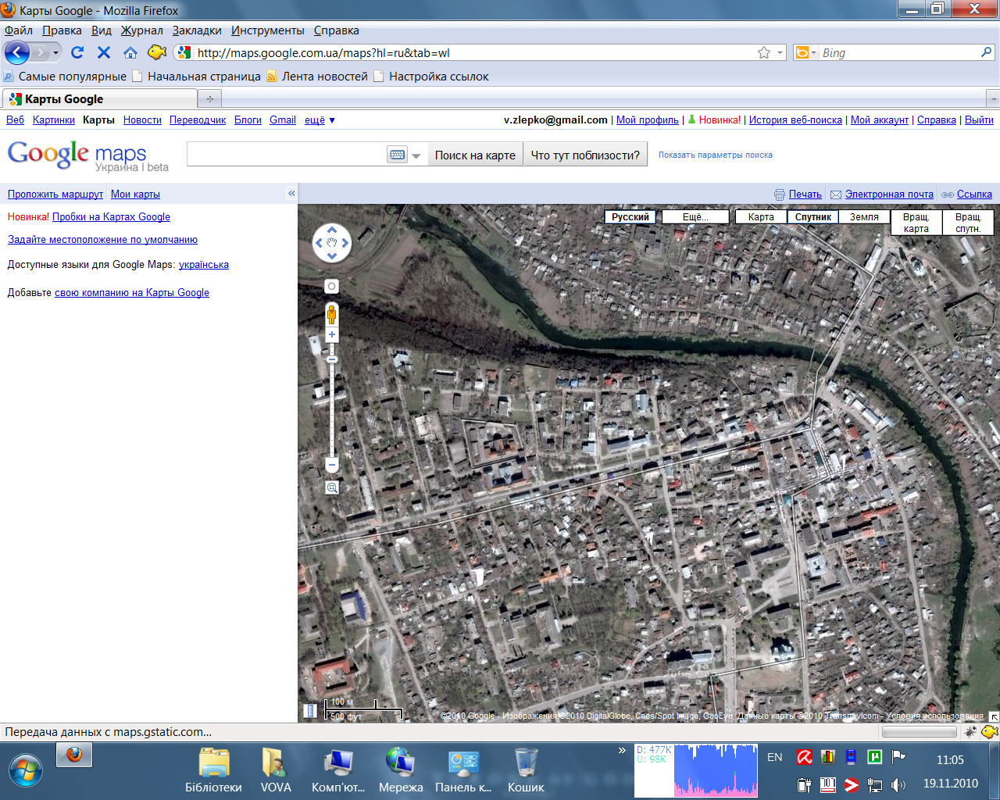 Карты Google - Mozilla Firefox
Файл Правка Вид Журнал Закладки Инструменты Справка
http://maps.google.com.ua/maps?hl=ru&tab=wl Bing
Самые популярные Начальная страница Лента новостей Настройка ссылок
Карты Google
Веб Картинки Карты Новости Переводчик Блоги Gmail ещё ▼ v.zlepko@gmail.com | Мой профиль | Новинка! | История веб-поиска | Мой аккаунт | Справка | Выйти
Google maps
Украина | beta
Поиск на карте Что тут поблизости? Показать параметры поиска
Проложить маршрут Мои карты « Печать Электронная почта Ссылка
Новинка! Пробки на Картах Google
Задайте местоположение по умолчанию
Доступные языки для Google Maps: українська
Добавьте свою компанию на Карты Google
Русский Ещё... Карта Спутник Земля Вращ. карта Вращ. спутн.
100 м
500 фут.
©2010 Google - Изображения ©2010 DigitalGlobe, Cnes/Spot Image, GeoEye, Данные карты ©2010 Transnavicom - Условия использования
Передача данных с maps.gstatic.com...
Бібліотеки VOVA Комп'ют... Мережа Панель к... Кошик
»
D: 477K
U: 98K
EN
10
11:05
19.11.2010